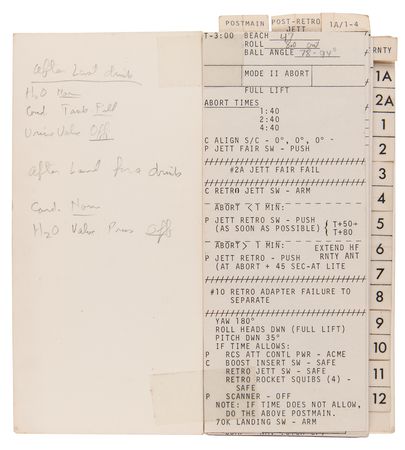 After Land drink
H2O Nom
Cond Tank Fill
Urine Valve Off
After Land Hrs drink
Cond. Nom
H2O Valve Press Off
POSTMAIN
POST-RETRO
JETT
1A/1-4
RNTY
1A
2A
1
2
3
4
5
6
7
8
9
10
11
12
T-3:00 BEACH 47
ROLL
BALL ANGLE 78-94°
MODE II ABORT
FULL LIFT
ABORT TIMES
1:40
2:40
4:40
C ALIGN S/C - 0°, 0°, 0°
P JETT FAIR SW - PUSH
#2A JETT FAIR FAIL
C RETRO JETT SW - ARM
ABORT < 1 MIN:
P JETT RETRO SW - PUSH
(AS SOON AS POSSIBLE) { T+50+
T+80
ABORT > 1 MIN: EXTEND HF
RNTY ANT
P JETT RETRO - PUSH
(AT ABORT + 45 SEC-AT LITE
#10 RETRO ADAPTER FAILURE TO
SEPARATE
YAW 180°
ROLL HEADS DWN (FULL LIFT)
PITCH DWN 35°
IF TIME ALLOWS:
P RCS ATT CONTL PWR - ACME
C BOOST INSERT SW - SAFE
RETRO JETT SW - SAFE
RETRO ROCKET SQUIBS (4) -
SAFE
P SCANNER - OFF
NOTE: IF TIME DOES NOT ALLOW,
DO THE ABOVE POSTMAIN.
70K LANDING SW - ARM